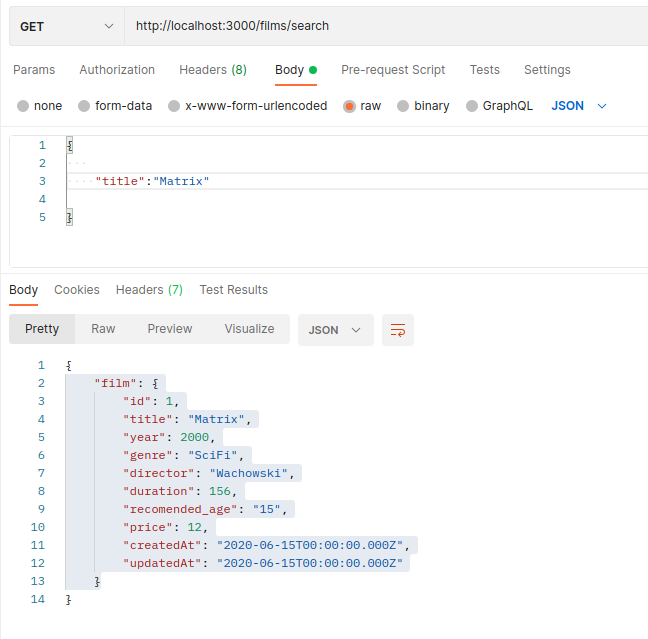 GET http://localhost:3000/films/search
Params Authorization Headers (8) Body Pre-request Script Tests Settings
none form-data x-www-form-urlencoded raw binary GraphQL JSON
1 {
2
3 "title":"Matrix"
4
5 }
Body Cookies Headers (7) Test Results
Pretty Raw Preview Visualize JSON
1 {
2 "film": {
3 "id": 1,
4 "title": "Matrix",
5 "year": 2000,
6 "genre": "SciFi",
7 "director": "Wachowski",
8 "duration": 156,
9 "recomended_age": "15",
10 "price": 12,
11 "createdAt": "2020-06-15T00:00:00.000Z",
12 "updatedAt": "2020-06-15T00:00:00.000Z"
13 }
14 }